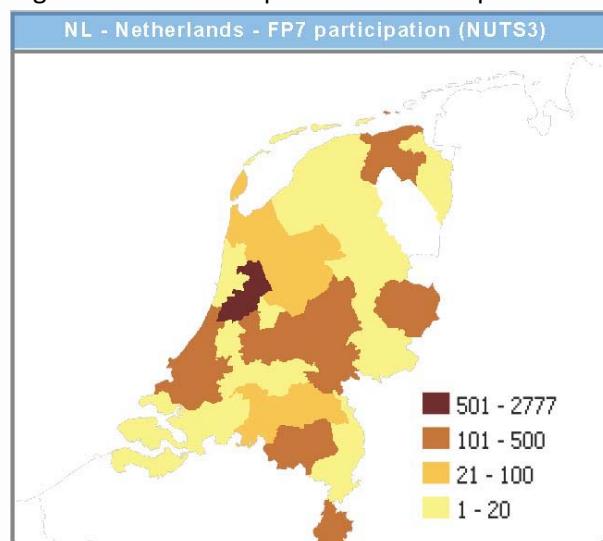 NL - Netherlands - FP7 participation (NUTS3)
501 - 2777
101 - 500
21 - 100
1 - 20